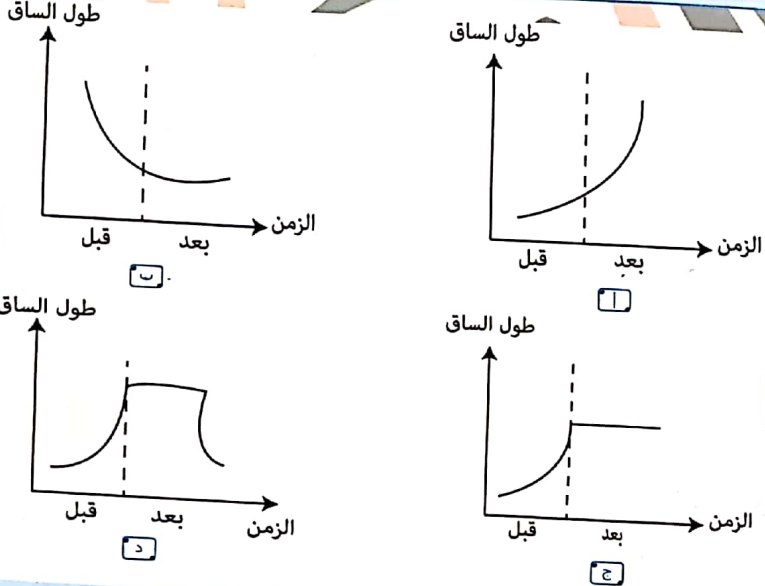 طول الساق
الزمن
قبل
بعد
أ
طول الساق
الزمن
قبل
بعد
ب
طول الساق
الزمن
قبل
بعد
ج
طول الساق
الزمن
قبل
بعد
د